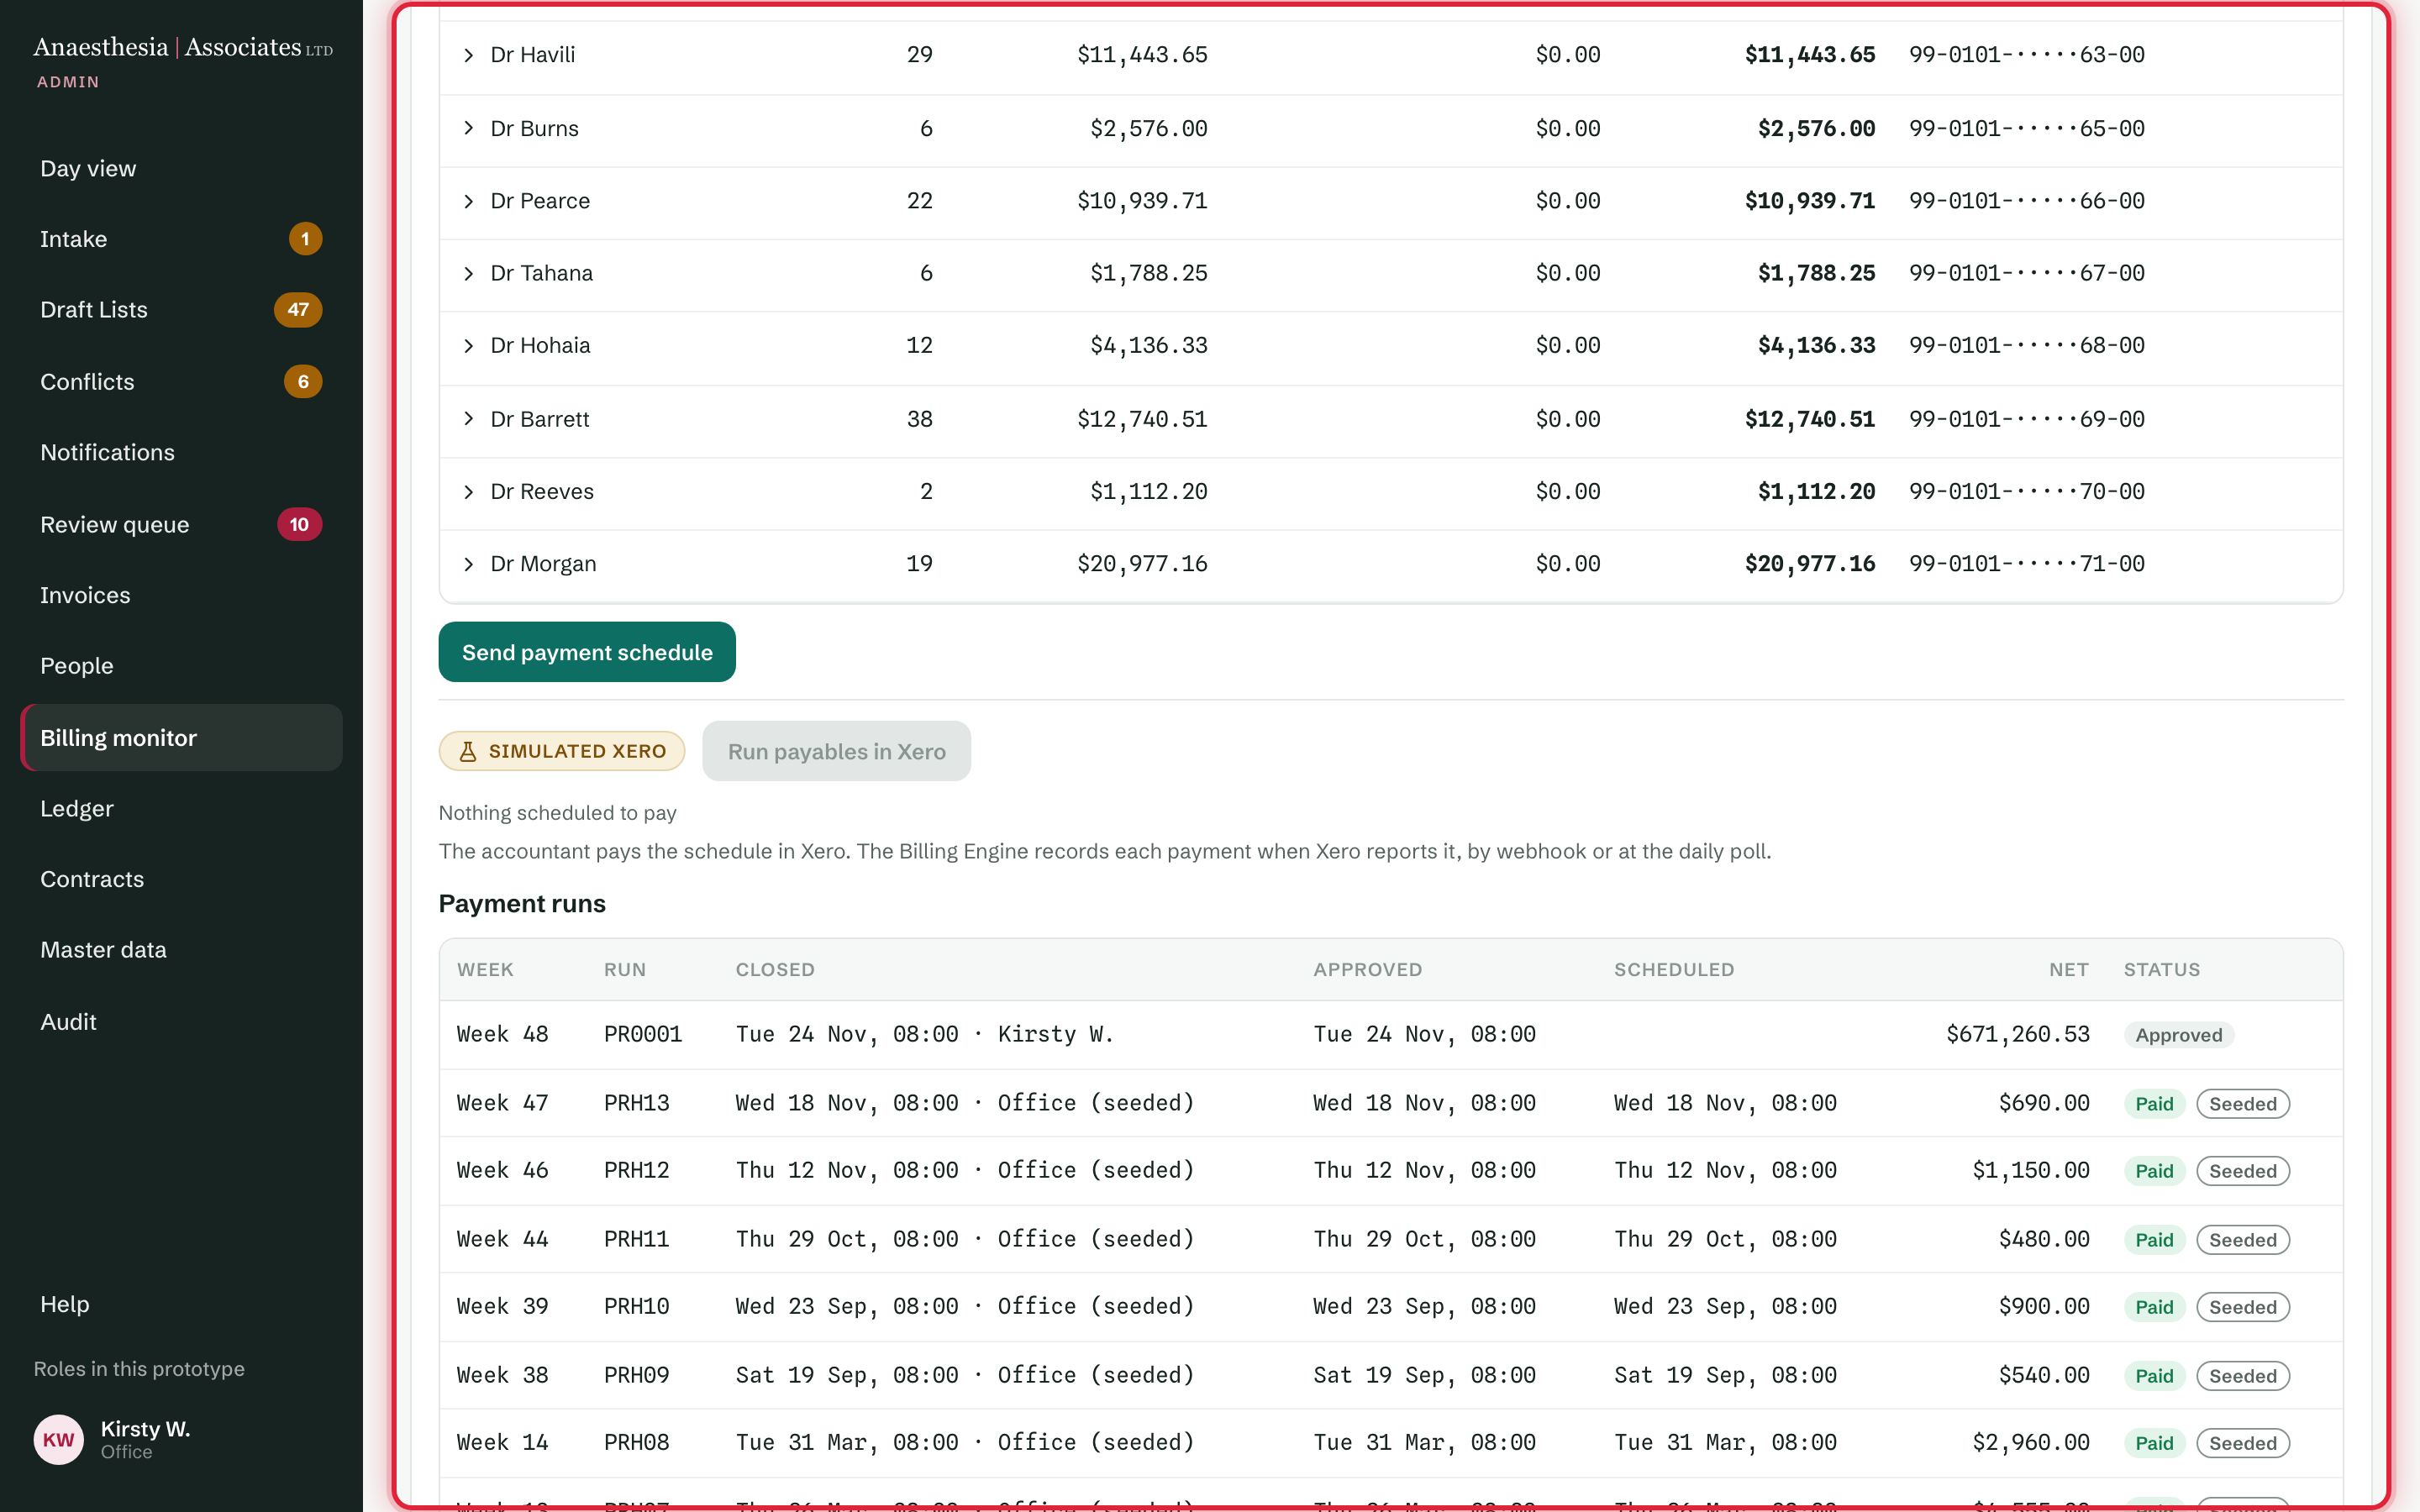 Anaesthesia | Associates LTD
ADMIN
Day view
Intake 1
Draft Lists 47
Conflicts 6
Notifications
Review queue 10
Invoices
People
Billing monitor
Ledger
Contracts
Master data
Audit
Help
Roles in this prototype
KW Kirsty W.
Office
Dr Havili 29 $11,443.65 $0.00 $11,443.65 99-0101-·····63-00
Dr Burns 6 $2,576.00 $0.00 $2,576.00 99-0101-·····65-00
Dr Pearce 22 $10,939.71 $0.00 $10,939.71 99-0101-·····66-00
Dr Tahana 6 $1,788.25 $0.00 $1,788.25 99-0101-·····67-00
Dr Hohaia 12 $4,136.33 $0.00 $4,136.33 99-0101-·····68-00
Dr Barrett 38 $12,740.51 $0.00 $12,740.51 99-0101-·····69-00
Dr Reeves 2 $1,112.20 $0.00 $1,112.20 99-0101-·····70-00
Dr Morgan 19 $20,977.16 $0.00 $20,977.16 99-0101-·····71-00
Send payment schedule
SIMULATED XERO Run payables in Xero
Nothing scheduled to pay
The accountant pays the schedule in Xero. The Billing Engine records each payment when Xero reports it, by webhook or at the daily poll.
Payment runs
WEEK RUN CLOSED APPROVED SCHEDULED NET STATUS
Week 48 PR0001 Tue 24 Nov, 08:00 · Kirsty W. Tue 24 Nov, 08:00 $671,260.53 Approved
Week 47 PRH13 Wed 18 Nov, 08:00 · Office (seeded) Wed 18 Nov, 08:00 Wed 18 Nov, 08:00 $690.00 Paid Seeded
Week 46 PRH12 Thu 12 Nov, 08:00 · Office (seeded) Thu 12 Nov, 08:00 Thu 12 Nov, 08:00 $1,150.00 Paid Seeded
Week 44 PRH11 Thu 29 Oct, 08:00 · Office (seeded) Thu 29 Oct, 08:00 Thu 29 Oct, 08:00 $480.00 Paid Seeded
Week 39 PRH10 Wed 23 Sep, 08:00 · Office (seeded) Wed 23 Sep, 08:00 Wed 23 Sep, 08:00 $900.00 Paid Seeded
Week 38 PRH09 Sat 19 Sep, 08:00 · Office (seeded) Sat 19 Sep, 08:00 Sat 19 Sep, 08:00 $540.00 Paid Seeded
Week 14 PRH08 Tue 31 Mar, 08:00 · Office (seeded) Tue 31 Mar, 08:00 Tue 31 Mar, 08:00 $2,960.00 Paid Seeded